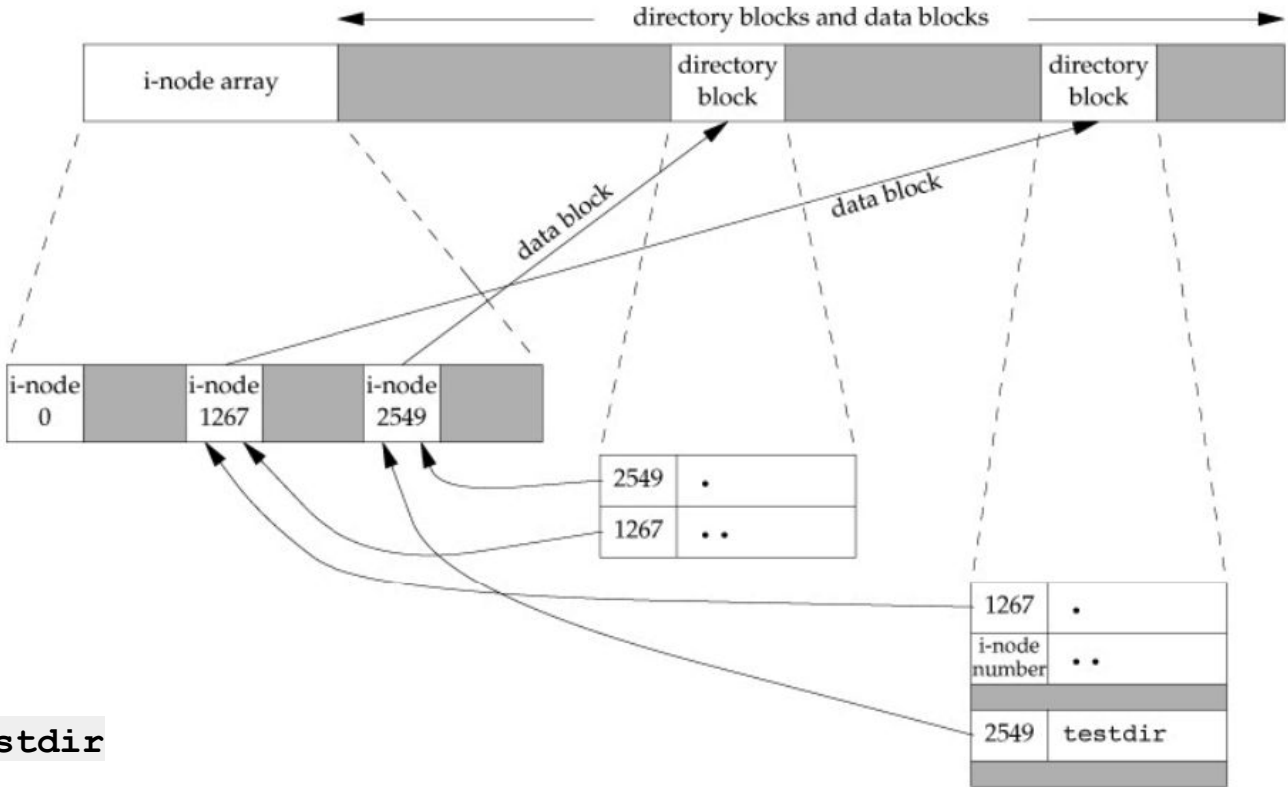 directory blocks and data blocks
i-node array
directory
block
directory
block
data block
data block
i-node
0
i-node
1267
i-node
2549
2549 .
1267 . .
1267 .
i-node
number . .
2549 testdir
stdir